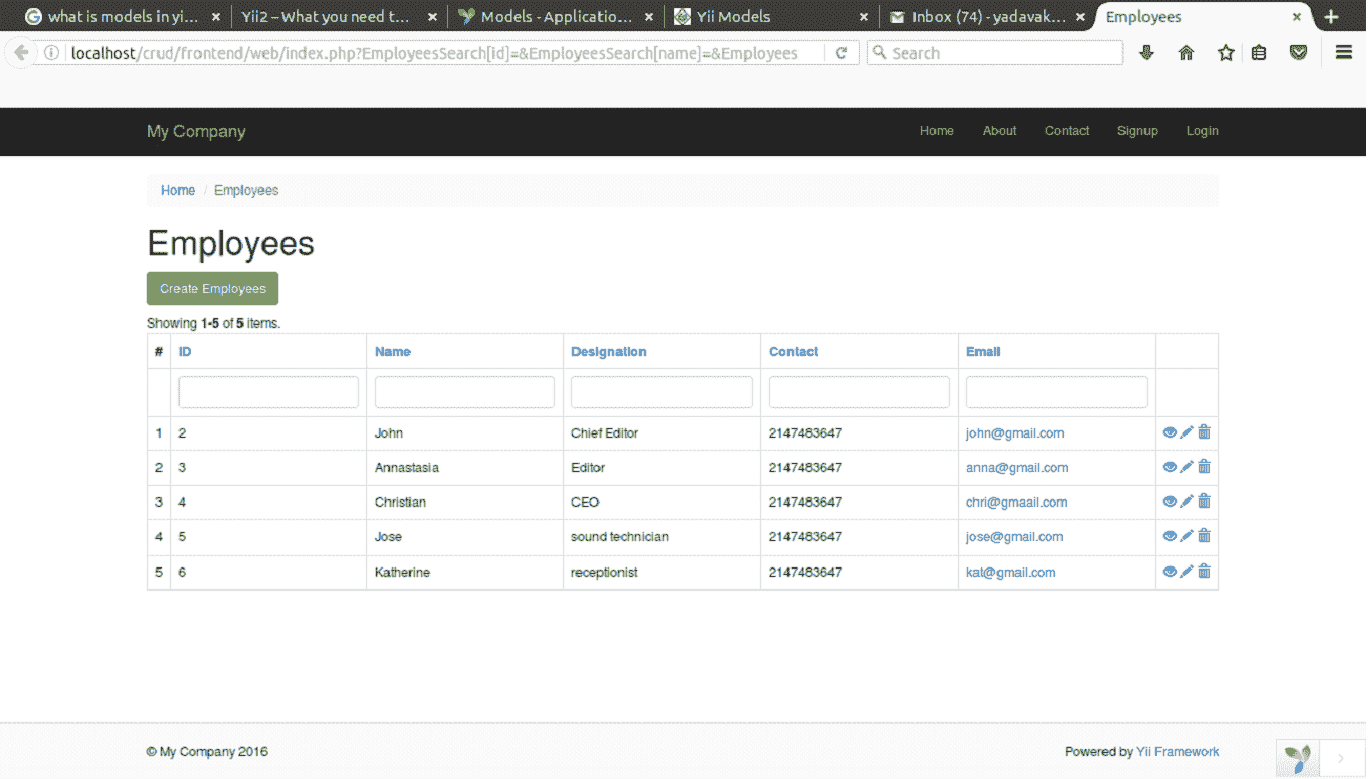 what is models in yi... Yii2 – What you need t... Models - Applicatio... Yii Models Inbox (74) - yadavak... Employees
localhost/crud/frontend/web/index.php?EmployeesSearch[id]=&EmployeesSearch[name]=&Employees Search
My Company Home About Contact Signup Login
Home / Employees
Employees
Create Employees
Showing 1-5 of 5 items.
# ID Name Designation Contact Email
1 2 John Chief Editor 2147483647 john@gmail.com
2 3 Annastasia Editor 2147483647 anna@gmail.com
3 4 Christian CEO 2147483647 chri@gmaail.com
4 5 Jose sound technician 2147483647 jose@gmail.com
5 6 Katherine receptionist 2147483647 kat@gmail.com
© My Company 2016 Powered by Yii Framework